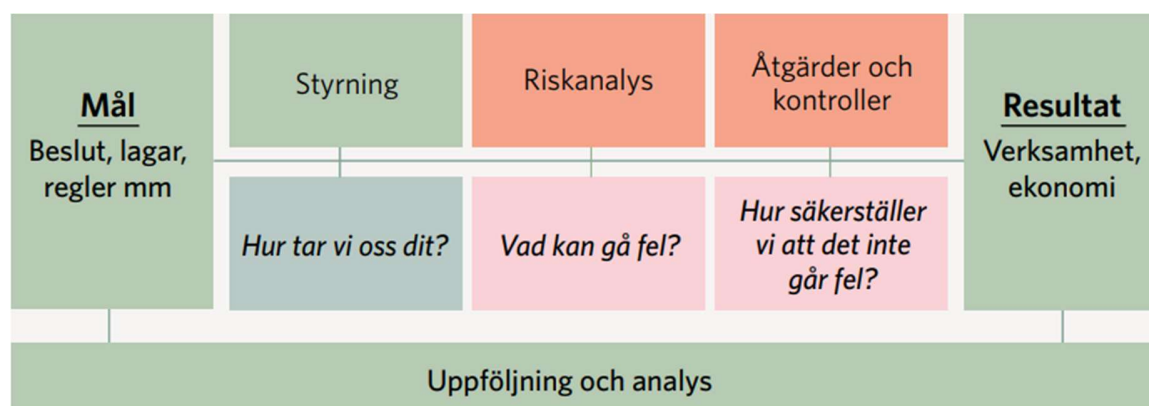 Mål
Beslut, lagar,
regler mm
Styrning
Hur tar vi oss dit?
Riskanalys
Vad kan gå fel?
Åtgärder och
kontroller
Hur säkerställer
vi att det inte
går fel?
Resultat
Verksamhet,
ekonomi
Uppföljning och analys